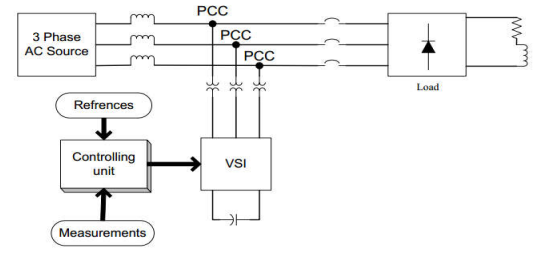 PCC
3 Phase
AC Source
PCC
PCC
Load
Refrences
Controlling
unit
VSI
Measurements